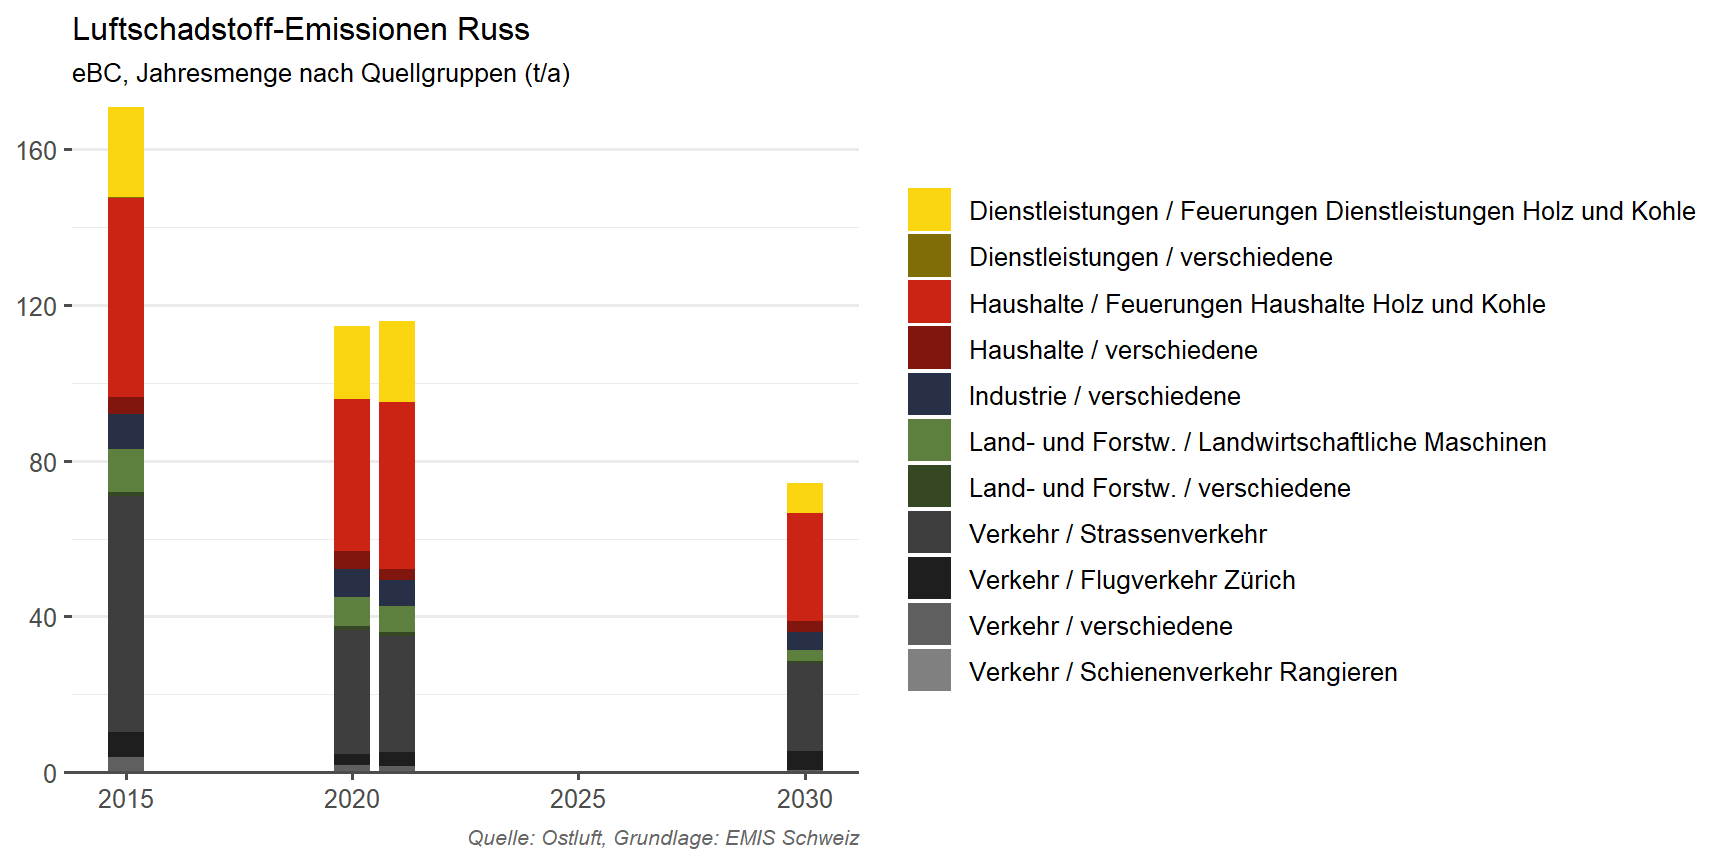 Luftschadstoff-Emissionen Russ
eBC, Jahresmenge nach Quellgruppen (t/a)
160
120
80
40
0
2015 2020 2025 2030
Quelle: Ostluft, Grundlage: EMIS Schweiz
Dienstleistungen / Feuerungen Dienstleistungen Holz und Kohle
Dienstleistungen / verschiedene
Haushalte / Feuerungen Haushalte Holz und Kohle
Haushalte / verschiedene
Industrie / verschiedene
Land- und Forstw. / Landwirtschaftliche Maschinen
Land- und Forstw. / verschiedene
Verkehr / Strassenverkehr
Verkehr / Flugverkehr Zürich
Verkehr / verschiedene
Verkehr / Schienenverkehr Rangieren